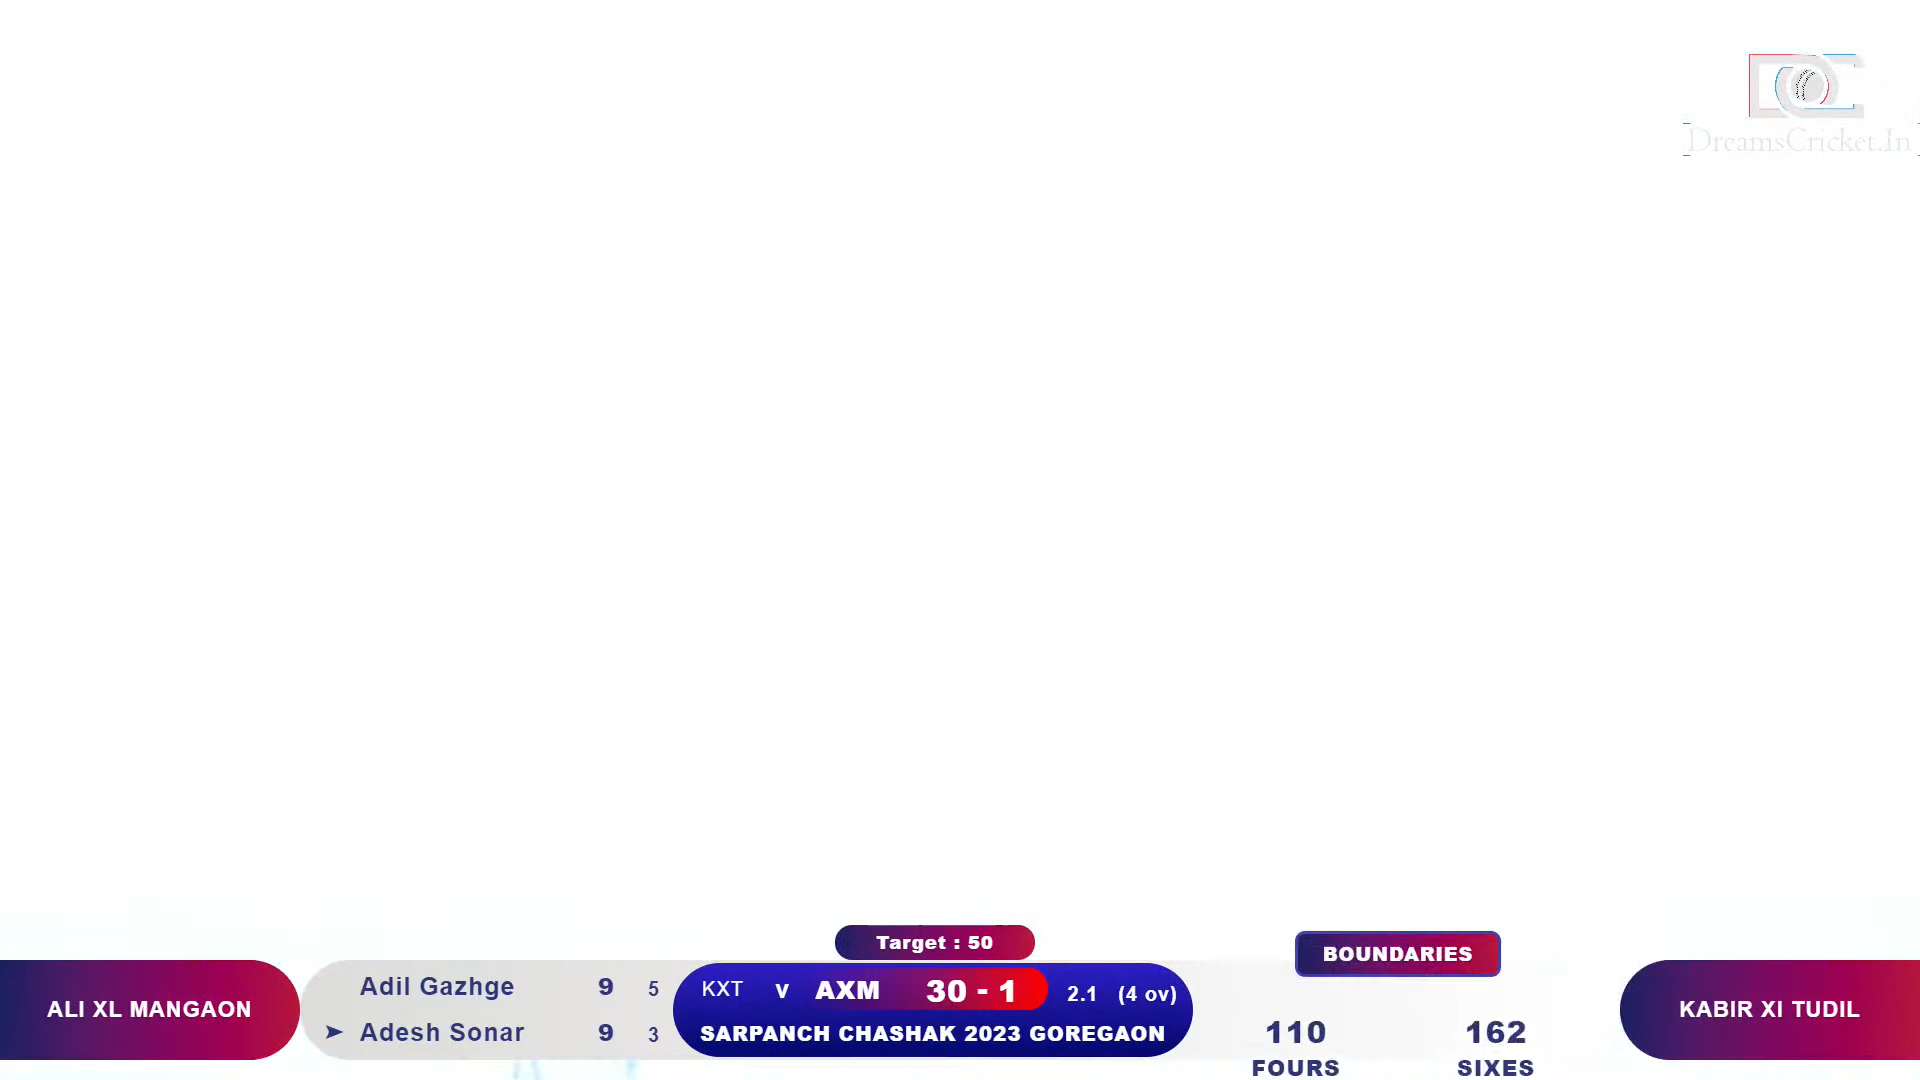 DreamsCricket.In
Target : 50
BOUNDARIES
ALI XL MANGAON
Adil Gazhge 9 5
➤ Adesh Sonar 9 3
KXT v AXM 30 - 1 2.1 (4 ov)
SARPANCH CHASHAK 2023 GOREGAON
110 FOURS
162 SIXES
KABIR XI TUDIL